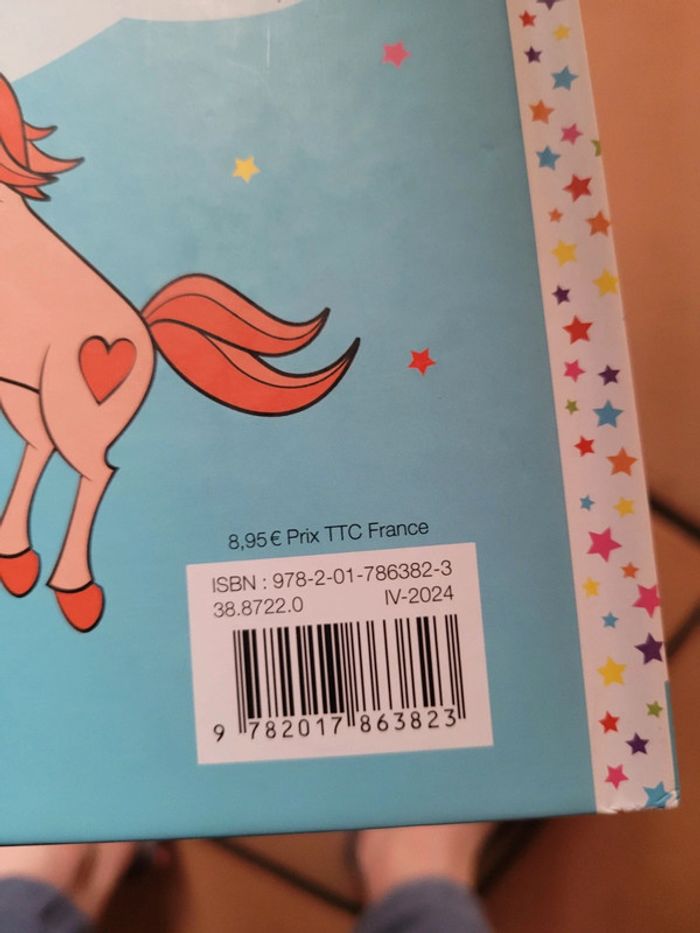 8,95 € Prix TTC France
ISBN : 978-2-01-786382-3
38.8722.0 IV-2024
9 782017 863823